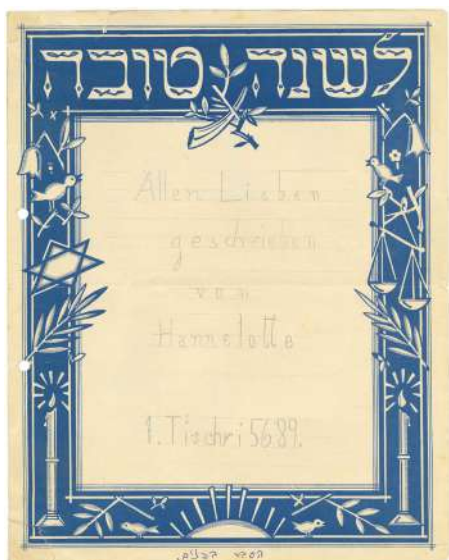 לשנה טובה
Allen Lieben
geschrieben
von
Hannelotte
1. Tischri 5689.